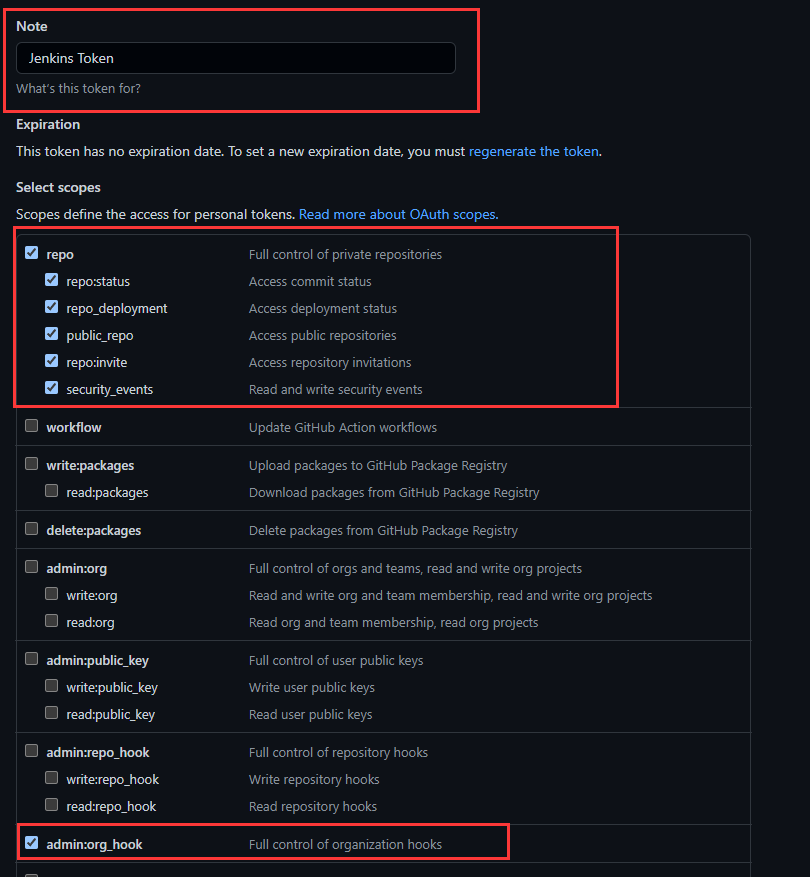 Note
Jenkins Token
What's this token for?
Expiration
This token has no expiration date. To set a new expiration date, you must regenerate the token.
Select scopes
Scopes define the access for personal tokens. Read more about OAuth scopes.
repo Full control of private repositories
repo:status Access commit status
repo_deployment Access deployment status
public_repo Access public repositories
repo:invite Access repository invitations
security_events Read and write security events
workflow Update GitHub Action workflows
write:packages Upload packages to GitHub Package Registry
read:packages Download packages from GitHub Package Registry
delete:packages Delete packages from GitHub Package Registry
admin:org Full control of orgs and teams, read and write org projects
write:org Read and write org and team membership, read and write org projects
read:org Read org and team membership, read org projects
admin:public_key Full control of user public keys
write:public_key Write user public keys
read:public_key Read user public keys
admin:repo_hook Full control of repository hooks
write:repo_hook Write repository hooks
read:repo_hook Read repository hooks
admin:org_hook Full control of organization hooks